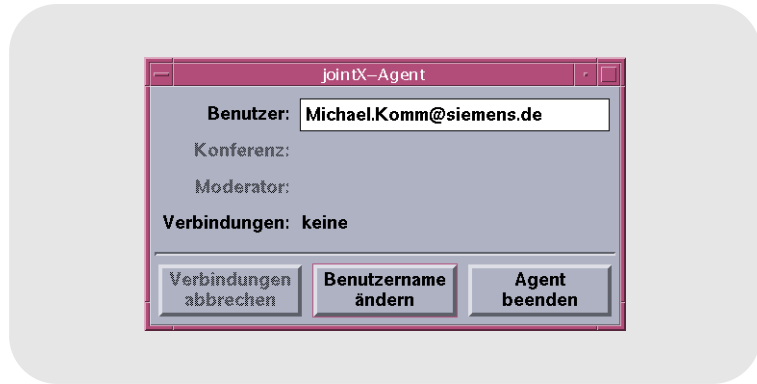 jointX–Agent
Benutzer: Michael.Komm@siemens.de
Konferenz:
Moderator:
Verbindungen: keine
Verbindungen abbrechen
Benutzername ändern
Agent beenden